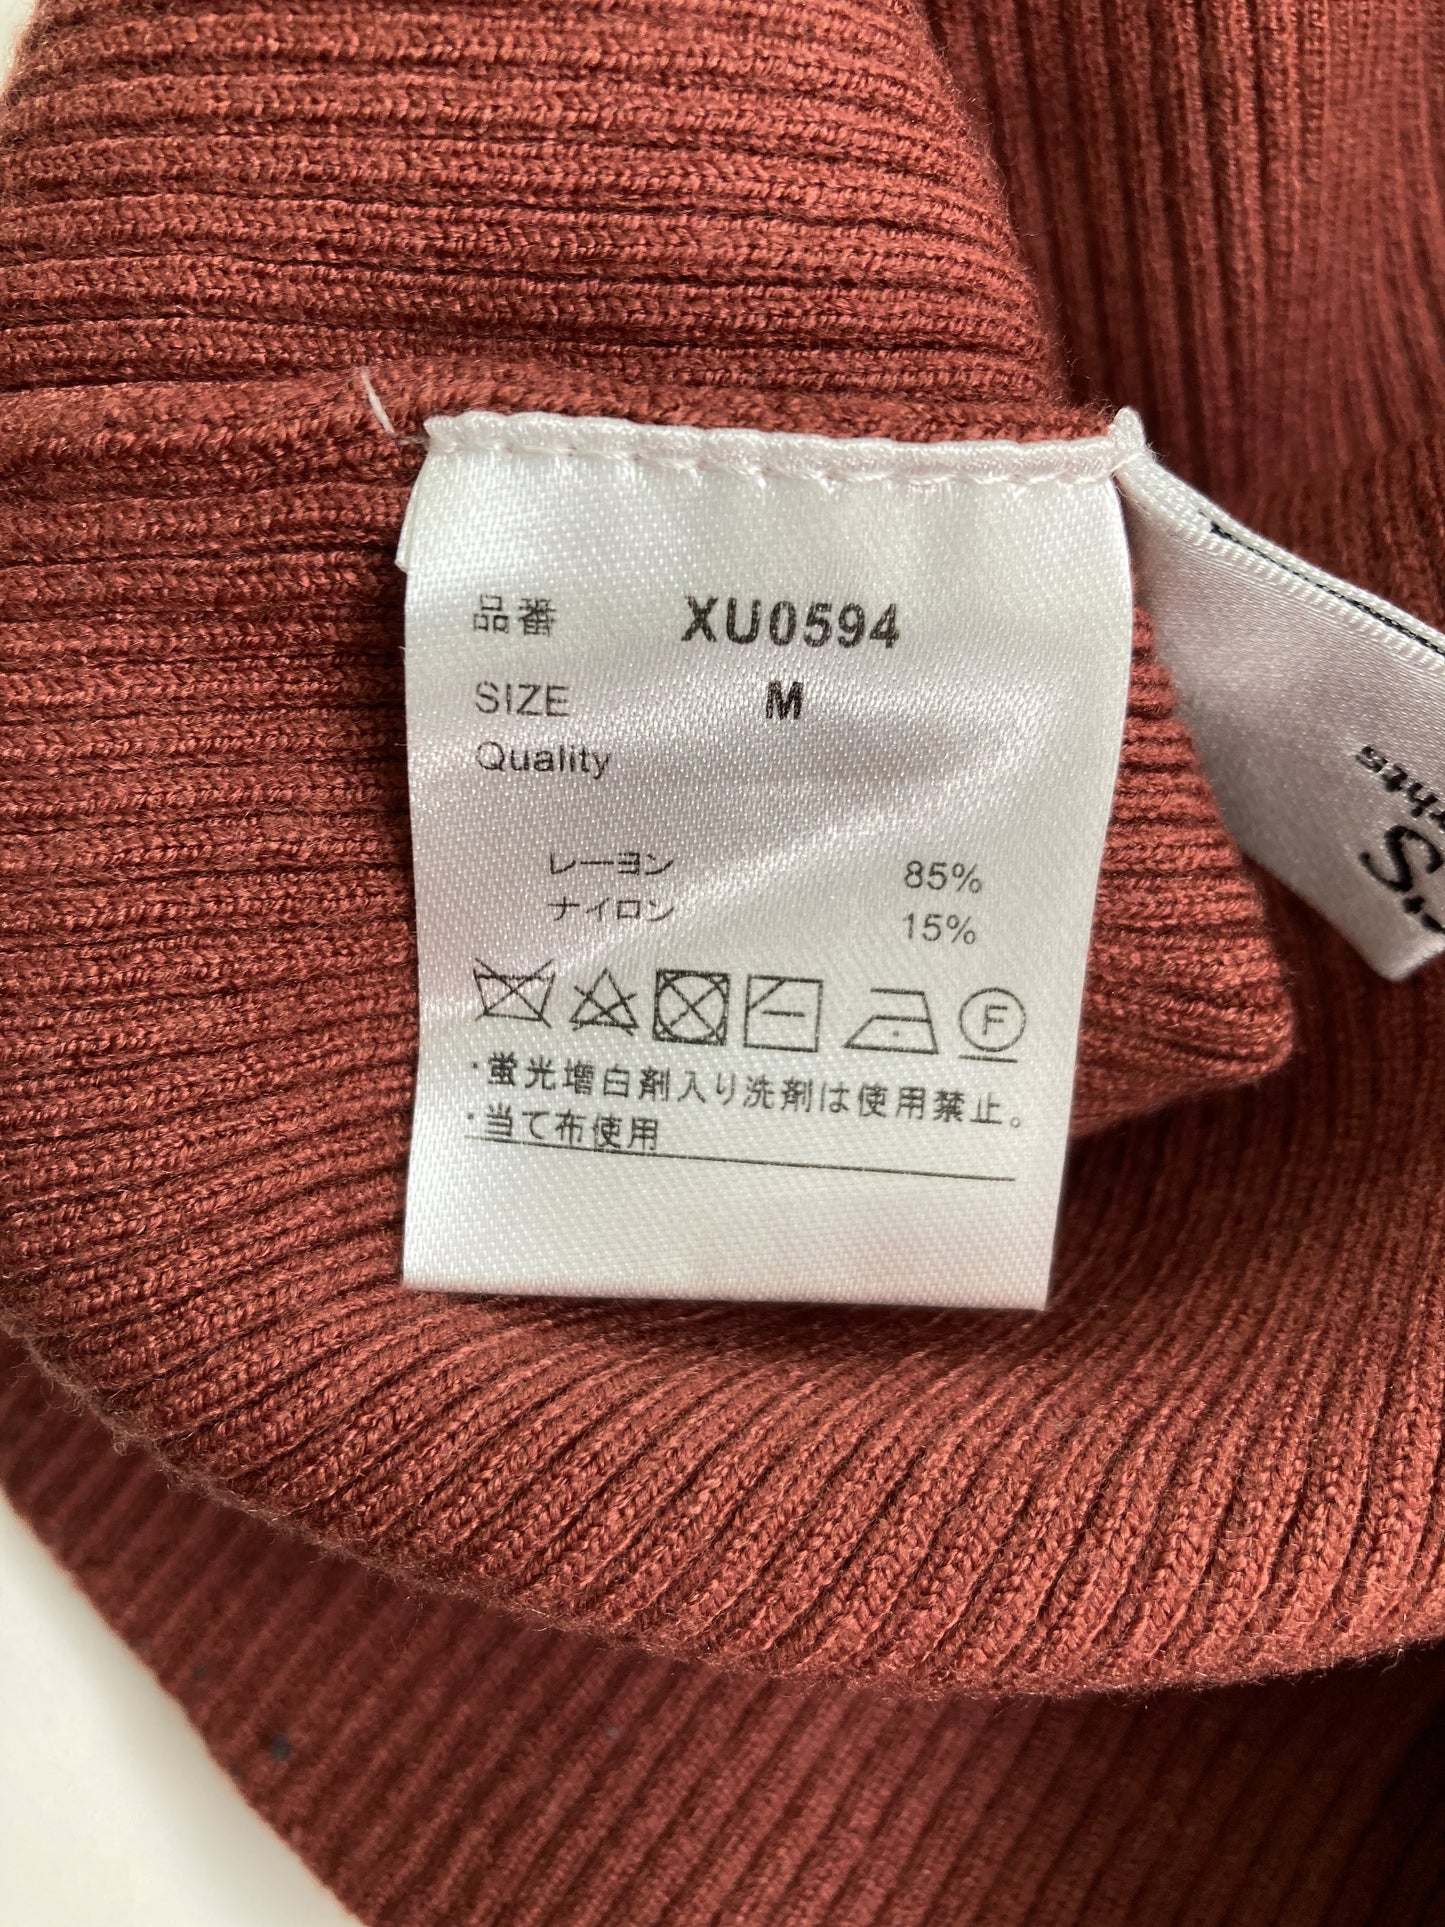 品番 XU0594
SIZE M
Quality
レーヨン 85%
ナイロン 15%
F
・蛍光増白剤入り洗剤は使用禁止。
・当て布使用